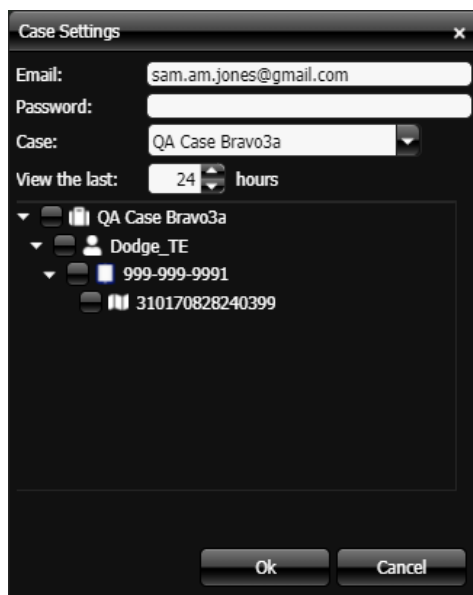 Case Settings x
Email: sam.am.jones@gmail.com
Password:
Case: QA Case Bravo3a
View the last: 24 hours
QA Case Bravo3a
Dodge_TE
999-999-9991
310170828240399
Ok Cancel